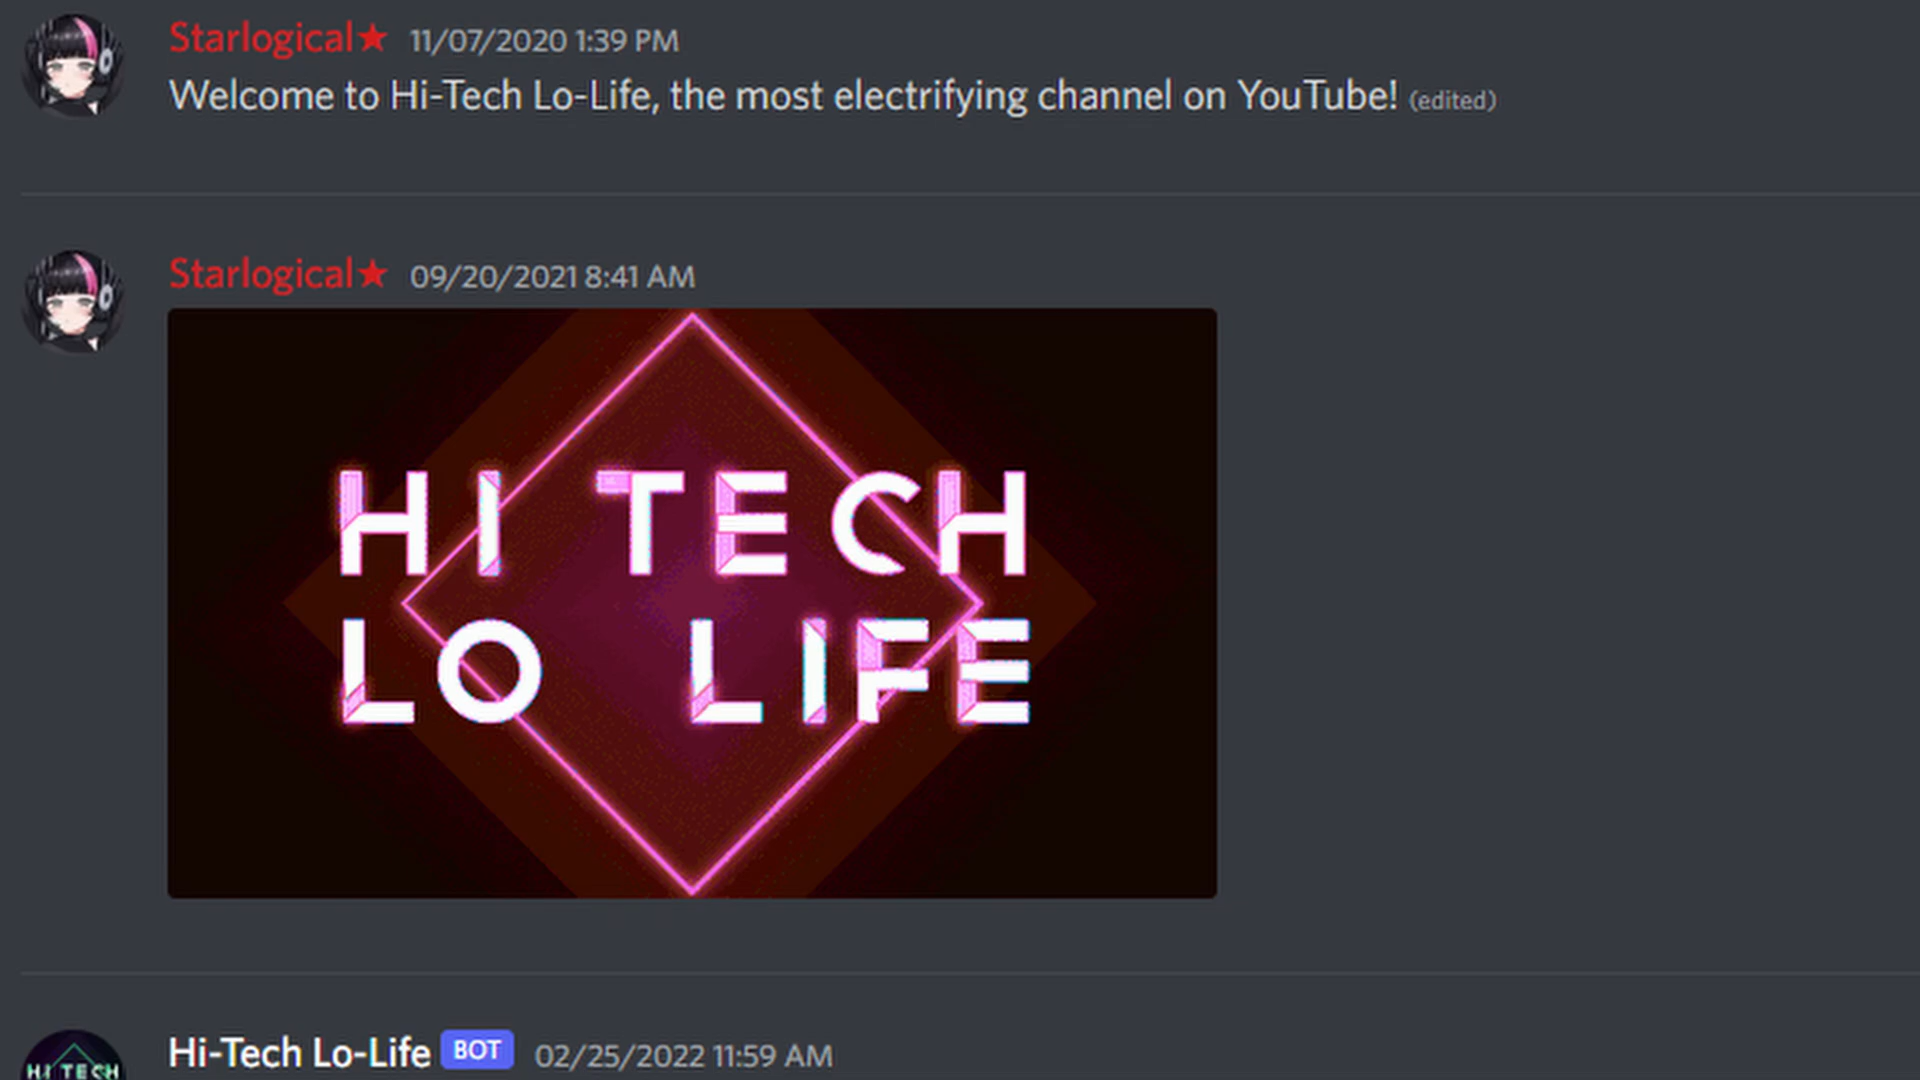 Starlogical★ 11/07/2020 1:39 PM
Welcome to Hi-Tech Lo-Life, the most electrifying channel on YouTube! (edited)
Starlogical★ 09/20/2021 8:41 AM
HI TECH
LO LIFE
Hi-Tech Lo-Life BOT 02/25/2022 11:59 AM
HI TECH